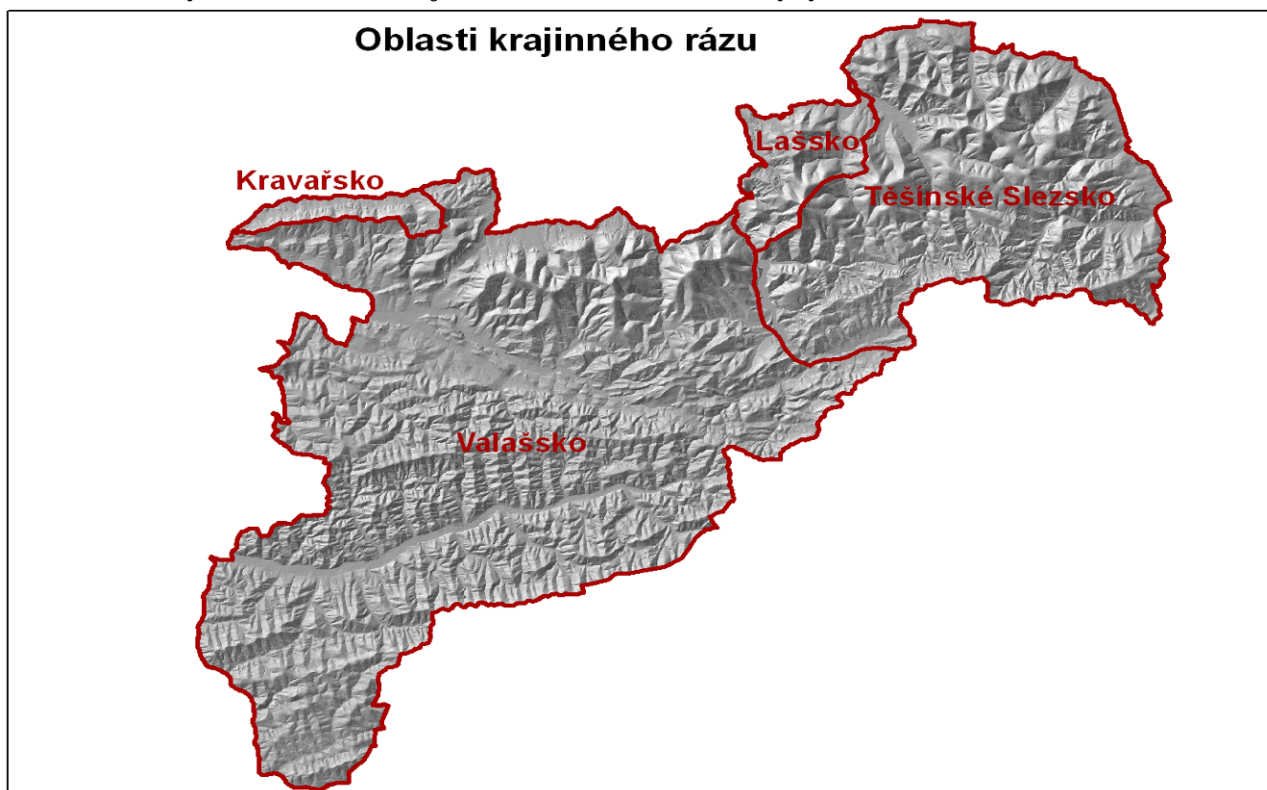 Oblasti krajinného rázu
Lašsko
Kravařsko
Těšínské Slezsko
Valašsko